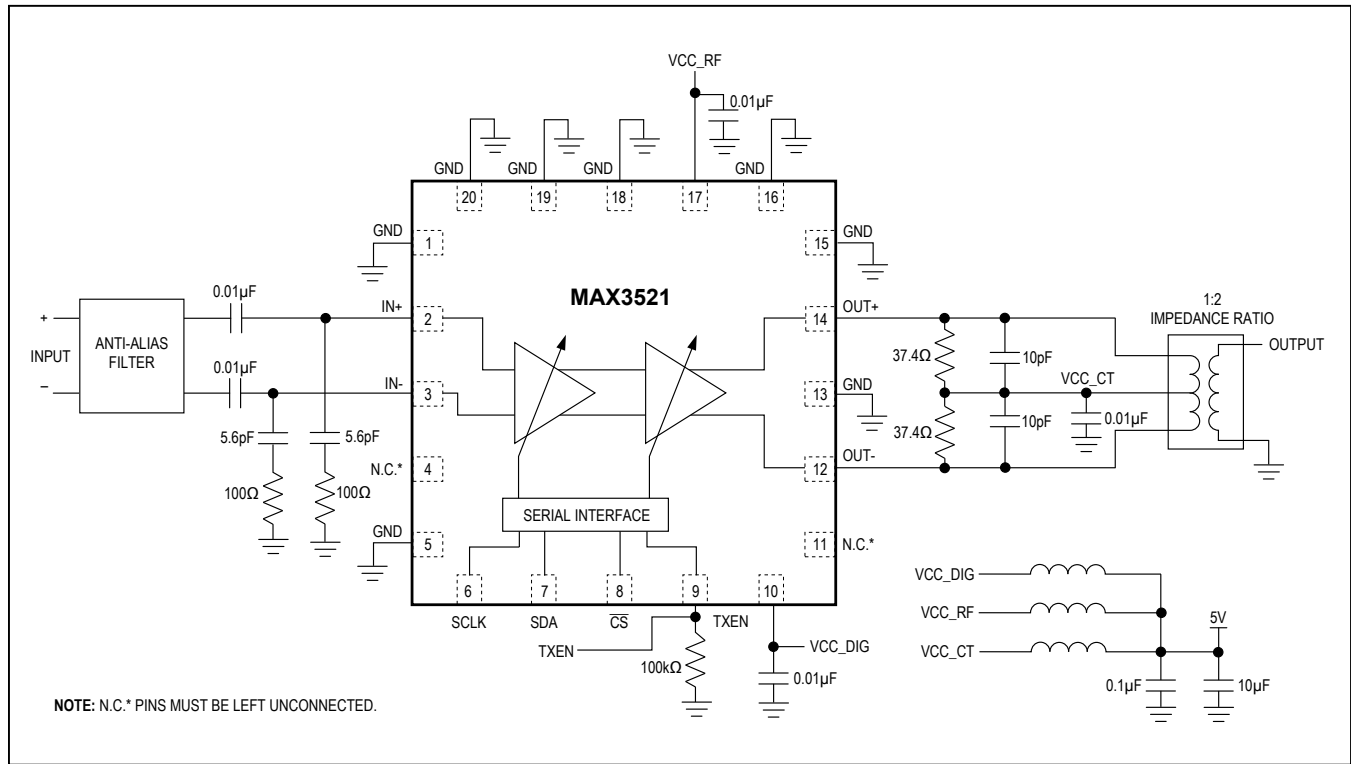 VCC_RF
0.01µF
GND
GND
GND
GND
20
19
18
17
16
GND
1
15
GND
MAX3521
0.01µF
IN+
2
14
OUT+
1:2
IMPEDANCE RATIO
+
INPUT
−
ANTI-ALIAS
FILTER
OUTPUT
37.4Ω
10pF
0.01µF
IN-
3
13
GND
VCC_CT
0.01µF
37.4Ω
10pF
5.6pF
5.6pF
N.C.*
4
12
OUT-
100Ω
100Ω
SERIAL INTERFACE
GND
5
11
N.C.*
6
7
8
9
10
SCLK
SDA
CS
TXEN
TXEN
100kΩ
VCC_DIG
0.01µF
VCC_DIG
VCC_RF
VCC_CT
5V
0.1µF
10µF
NOTE: N.C.* PINS MUST BE LEFT UNCONNECTED.